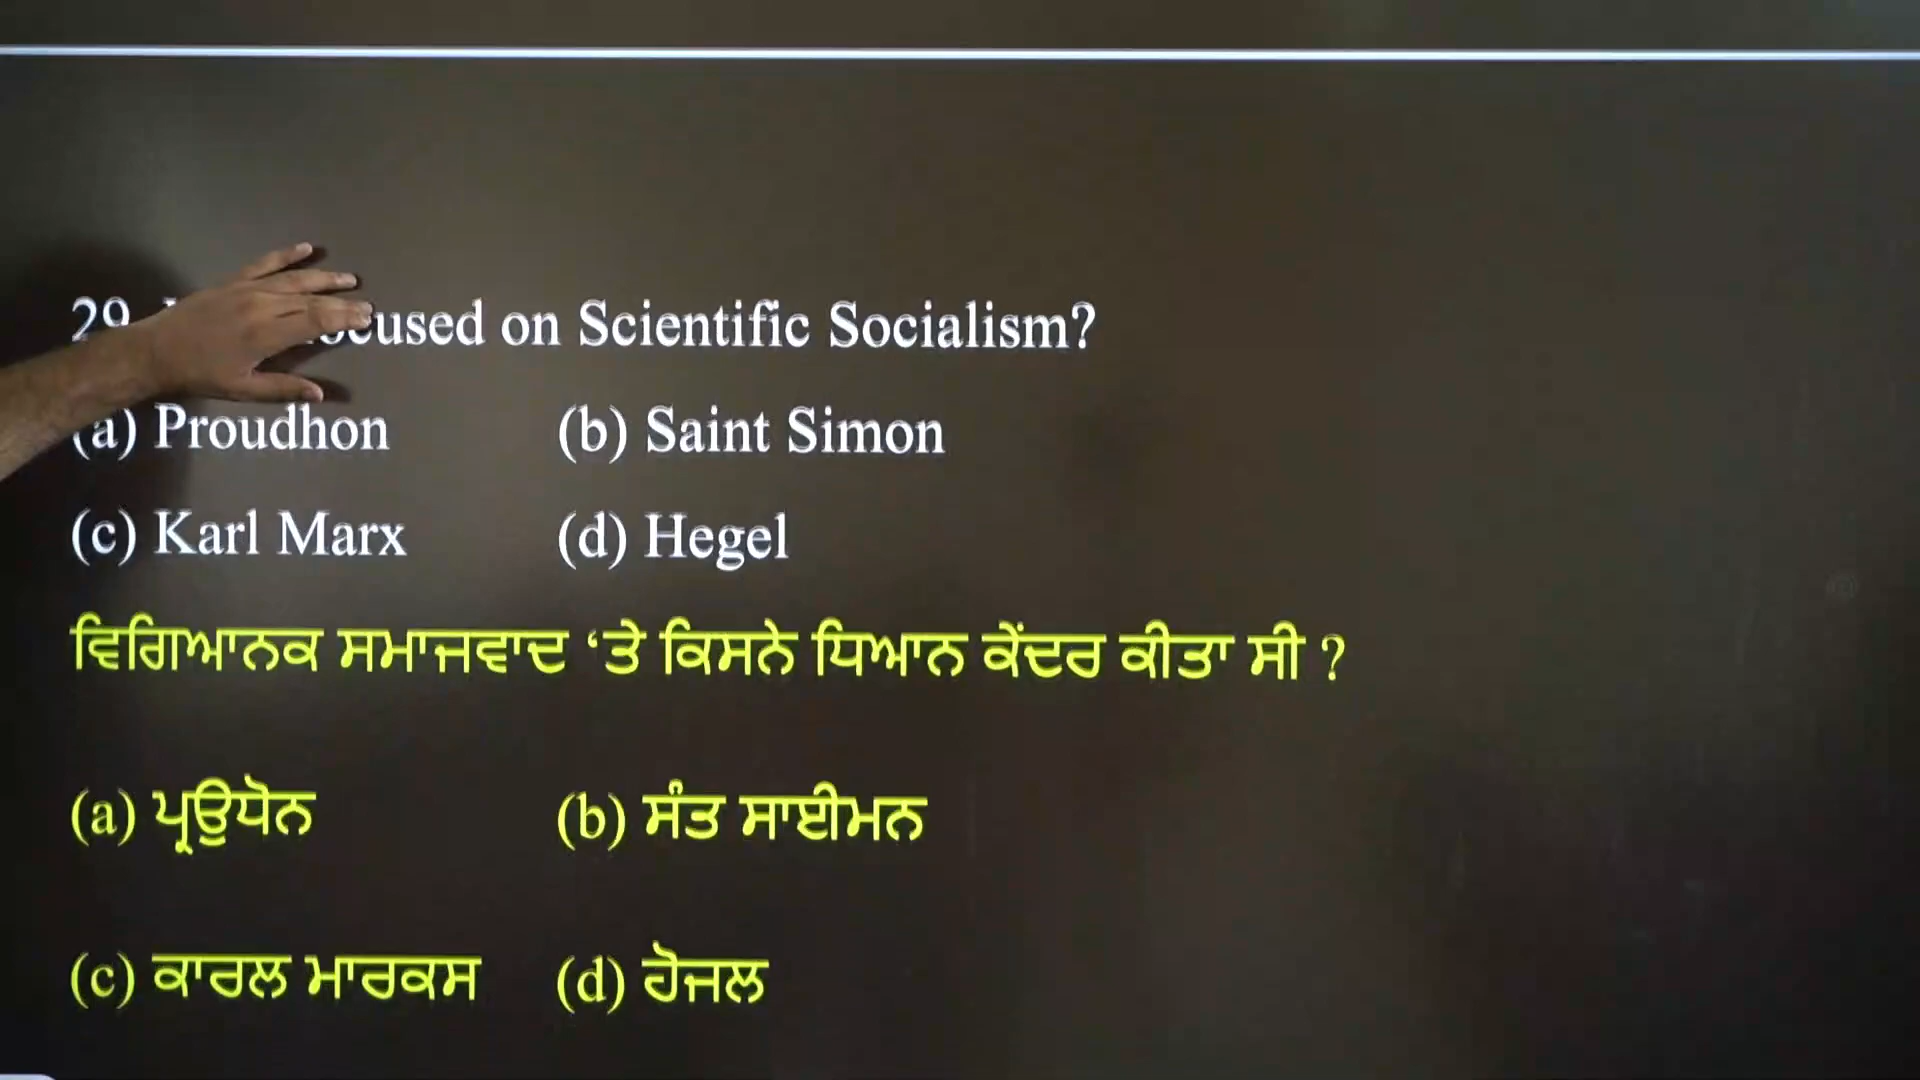 29. used on Scientific Socialism?
(a) Proudhon (b) Saint Simon
(c) Karl Marx (d) Hegel
ਵਿਗਿਆਨਕ ਸਮਾਜਵਾਦ ‘ਤੇ ਕਿਸਨੇ ਧਿਆਨ ਕੇਂਦਰ ਕੀਤਾ ਸੀ ?
(a) ਪ੍ਰਉਧੋਨ (b) ਸੰਤ ਸਾਈਮਨ
(c) ਕਾਰਲ ਮਾਰਕਸ (d) ਹੋਜਲ